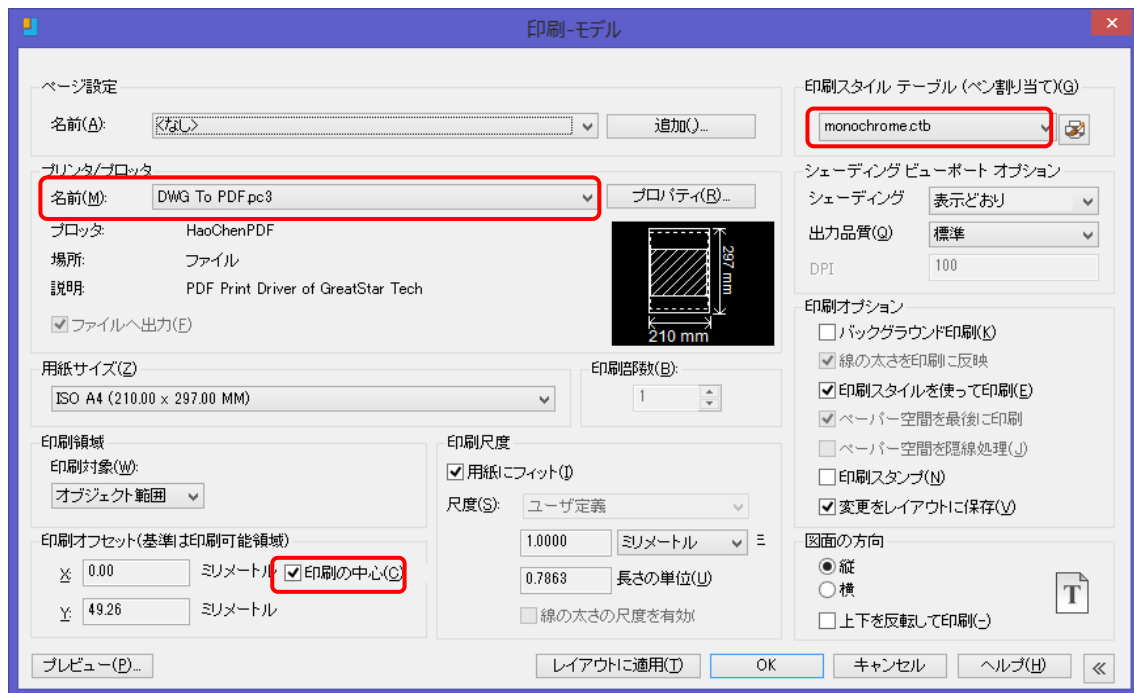 印刷-モデル
ページ設定
名前(A):
<なし>
追加()...
プリンタ/プロッタ
名前(M):
DWG To PDF.pc3
プロパティ(R)...
プロッタ:
HaoChenPDF
場所:
ファイル
説明:
PDF Print Driver of GreatStar Tech
ファイルへ出力(F)
297 mm
210 mm
用紙サイズ(Z)
ISO A4 (210.00 x 297.00 MM)
印刷部数(B):
1
印刷領域
印刷対象(W):
オブジェクト範囲
印刷オフセット(基準は印刷可能領域)
X:
0.00
ミリメートル
印刷の中心(C)
Y:
49.26
ミリメートル
印刷尺度
用紙にフィット(I)
尺度(S):
ユーザ定義
1.0000
ミリメートル
ミ
0.7863
長さの単位(U)
線の太さの尺度を有効(
印刷スタイル テーブル (ペン割り当て)(G)
monochrome.ctb
シェーディング ビューポート オプション
シェーディング
表示どおり
出力品質(Q)
標準
DPI
100
印刷オプション
バックグラウンド印刷(K)
線の太さを印刷に反映
印刷スタイルを使って印刷(E)
ペーパー空間を最後に印刷
ペーパー空間を隠線処理(J)
印刷スタンプ(N)
変更をレイアウトに保存(V)
図面の方向
縦
横
T
上下を反転して印刷(-)
プレビュー(P)...
レイアウトに適用(T)
OK
キャンセル
ヘルプ(H)